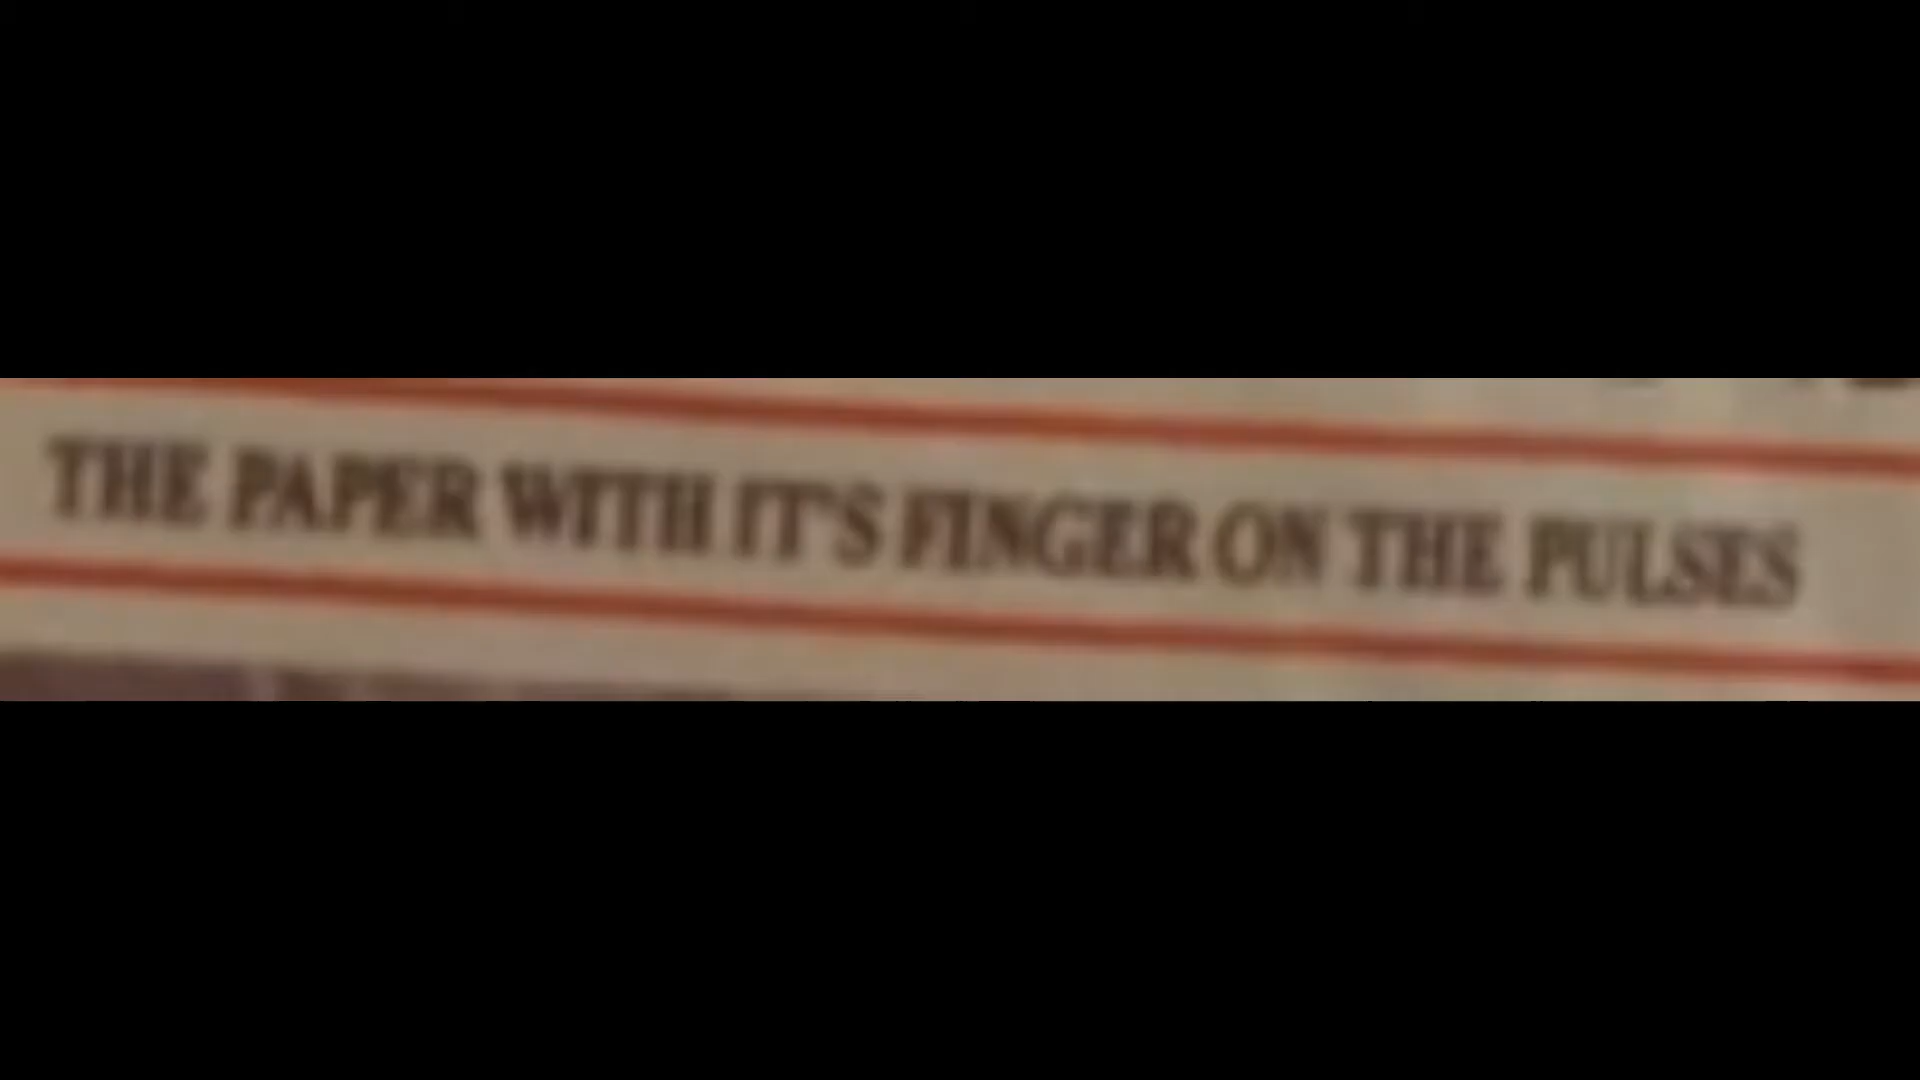 THE PAPER WITH IT'S FINGER ON THE PULSES